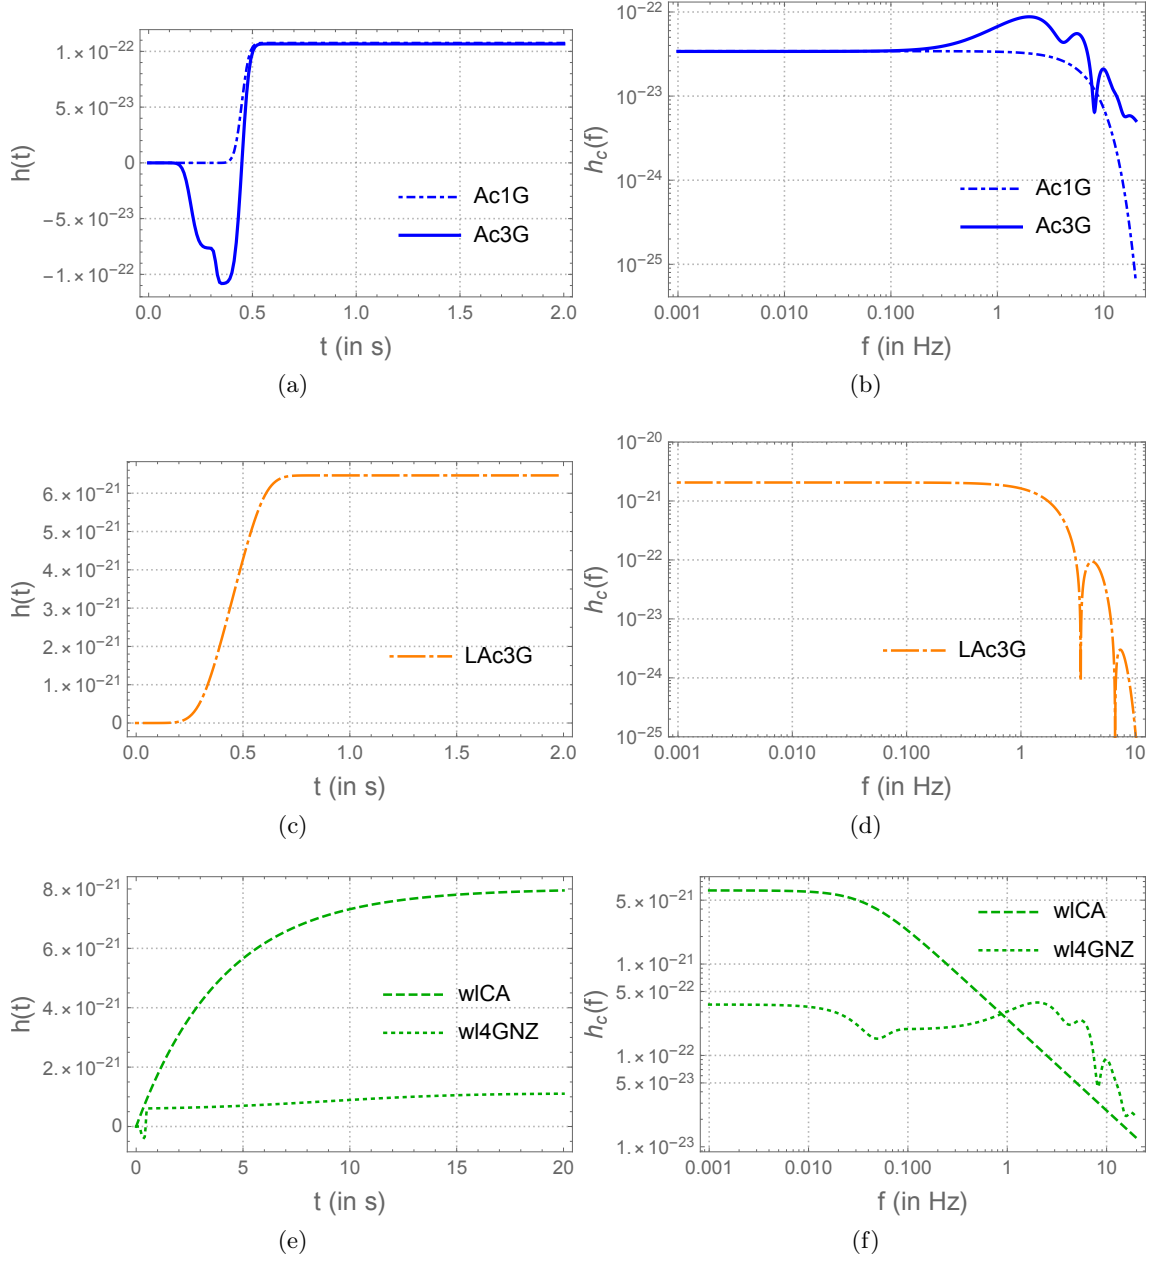 1.×10⁻²²
5.×10⁻²³
0
−5.×10⁻²³
−1.×10⁻²²
h(t)
Ac1G
Ac3G
0.0 0.5 1.0 1.5 2.0
t (in s)
(a)
10⁻²²
10⁻²³
10⁻²⁴
10⁻²⁵
h_c(f)
Ac1G
Ac3G
0.001 0.010 0.100 1 10
f (in Hz)
(b)
6.×10⁻²¹
5.×10⁻²¹
4.×10⁻²¹
3.×10⁻²¹
2.×10⁻²¹
1.×10⁻²¹
0
h(t)
LAc3G
0.0 0.5 1.0 1.5 2.0
t (in s)
(c)
10⁻²⁰
10⁻²¹
10⁻²²
10⁻²³
10⁻²⁴
10⁻²⁵
h_c(f)
LAc3G
0.001 0.010 0.100 1 10
f (in Hz)
(d)
8.×10⁻²¹
6.×10⁻²¹
4.×10⁻²¹
2.×10⁻²¹
0
h(t)
wlCA
wl4GNZ
0 5 10 15 20
t (in s)
(e)
5.×10⁻²¹
1.×10⁻²¹
5.×10⁻²²
1.×10⁻²²
5.×10⁻²³
1.×10⁻²³
h_c(f)
wlCA
wl4GNZ
0.001 0.010 0.100 1 10
f (in Hz)
(f)